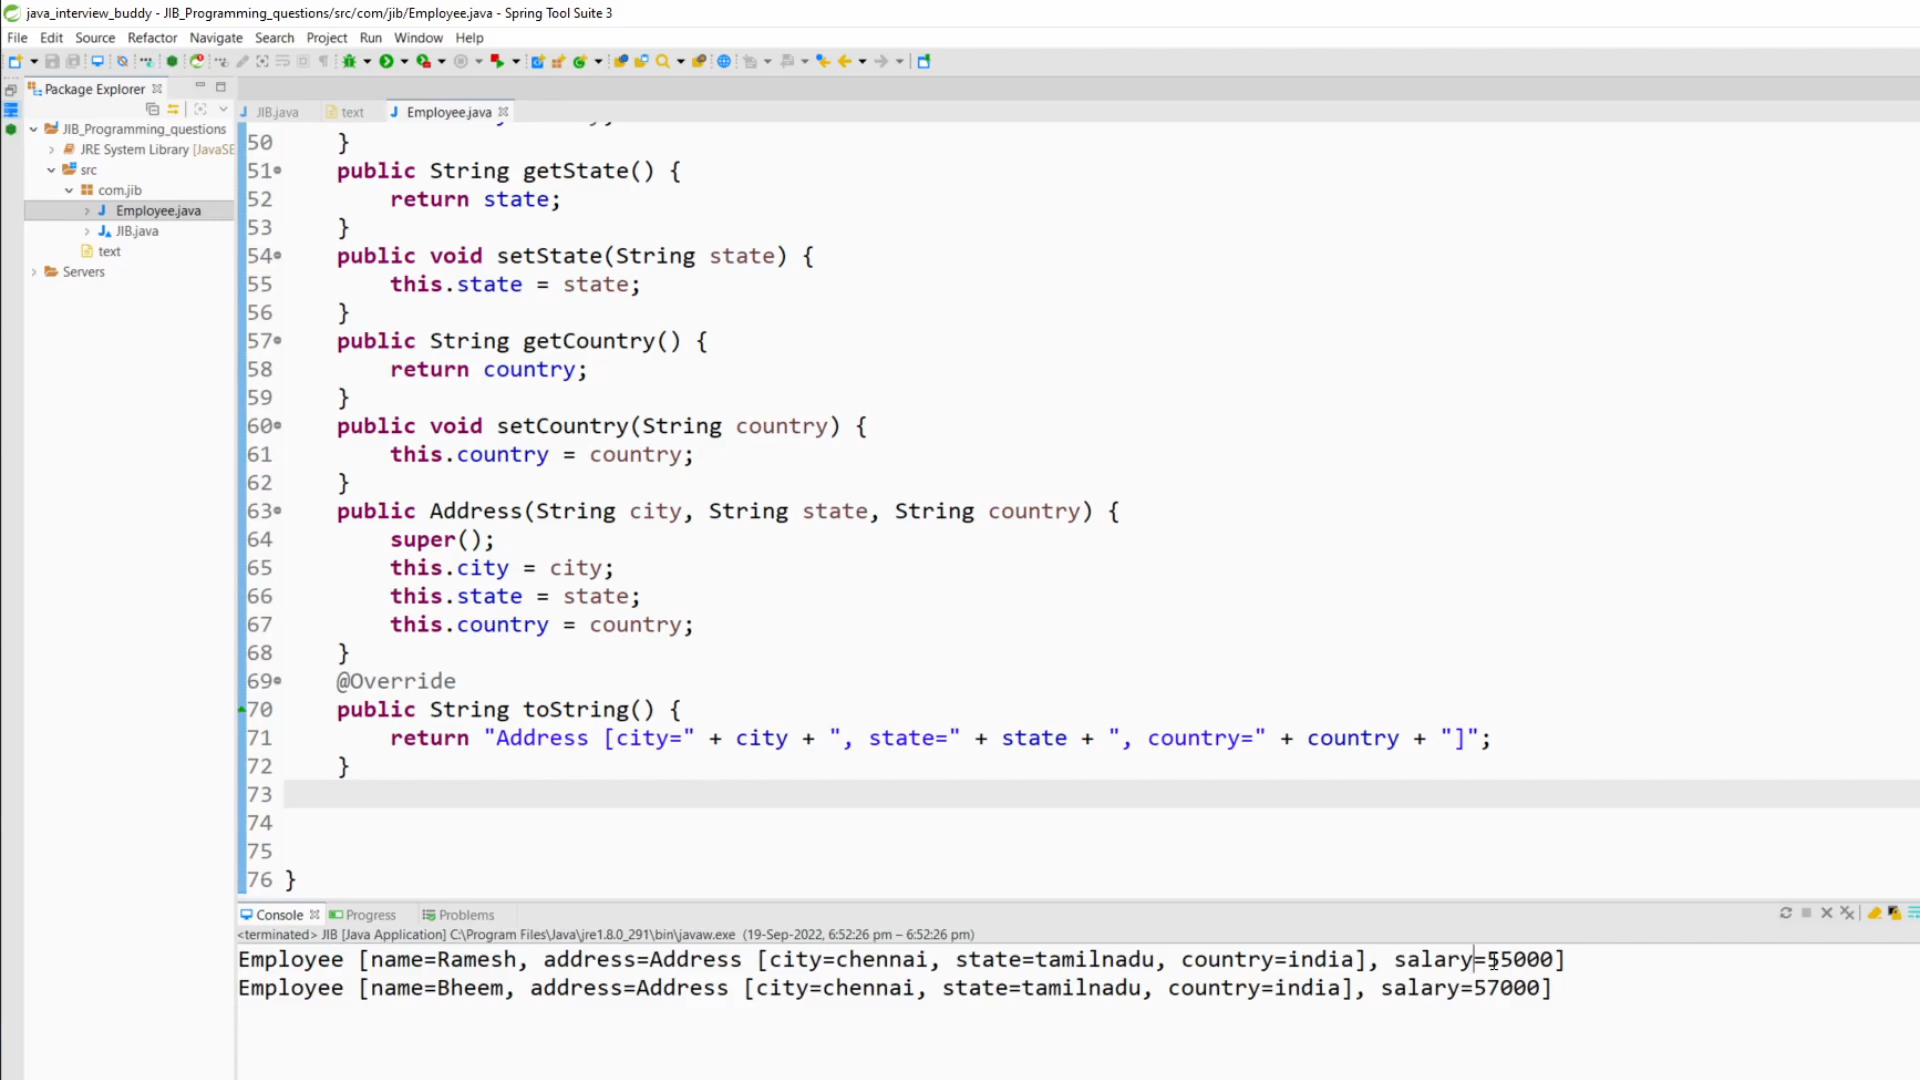 java_interview_buddy - JIB_Programming_questions/src/com/jib/Employee.java - Spring Tool Suite 3
File Edit Source Refactor Navigate Search Project Run Window Help
Package Explorer
JIB_Programming_questions
JRE System Library [JavaSE
src
com.jib
Employee.java
JIB.java
text
Servers
JIB.java text Employee.java
50 }
51 public String getState() {
52 return state;
53 }
54 public void setState(String state) {
55 this.state = state;
56 }
57 public String getCountry() {
58 return country;
59 }
60 public void setCountry(String country) {
61 this.country = country;
62 }
63 public Address(String city, String state, String country) {
64 super();
65 this.city = city;
66 this.state = state;
67 this.country = country;
68 }
69 @Override
70 public String toString() {
71 return "Address [city=" + city + ", state=" + state + ", country=" + country + "]";
72 }
73
74
75
76 }
Console Progress Problems
<terminated> JIB [Java Application] C:\Program Files\Java\jre1.8.0_291\bin\javaw.exe (19-Sep-2022, 6:52:26 pm – 6:52:26 pm)
Employee [name=Ramesh, address=Address [city=chennai, state=tamilnadu, country=india], salary=55000]
Employee [name=Bheem, address=Address [city=chennai, state=tamilnadu, country=india], salary=57000]